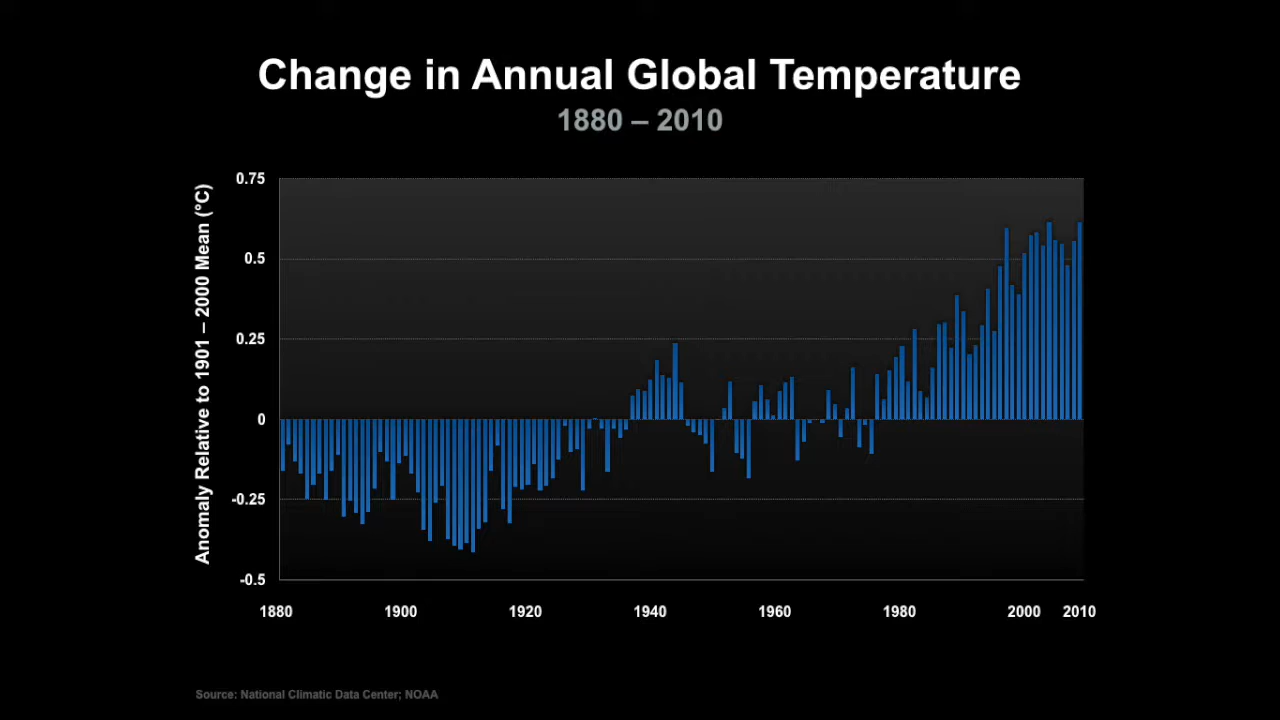 Change in Annual Global Temperature
1880 – 2010
Anomaly Relative to 1901 – 2000 Mean (°C)
0.75
0.5
0.25
0
-0.25
-0.5
1880 1900 1920 1940 1960 1980 2000 2010
Source: National Climatic Data Center; NOAA